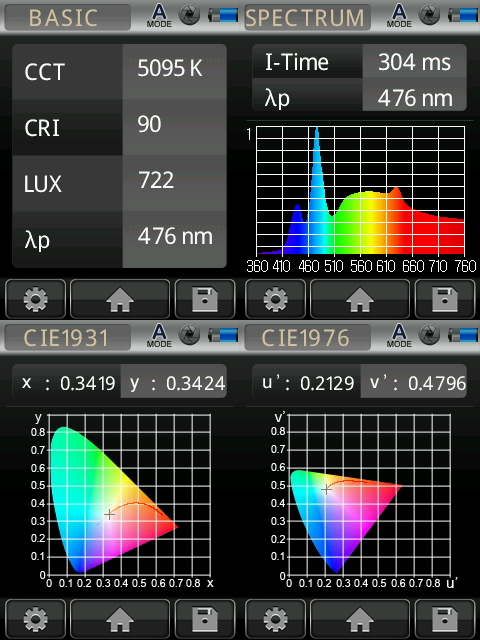 BASIC
A
MODE
CCT 5095 K
CRI 90
LUX 722
λp 476 nm
SPECTRUM
A
MODE
I-Time 304 ms
λp 476 nm
1
360 410 460 510 560 610 660 710 760
CIE1931
A
MODE
x : 0.3419 y : 0.3424
y
0.8
0.7
0.6
0.5
0.4
0.3
0.2
0.1
0
0 0.1 0.2 0.3 0.4 0.5 0.6 0.7 0.8 x
CIE1976
A
MODE
u' : 0.2129 v' : 0.4796
v'
0.8
0.7
0.6
0.5
0.4
0.3
0.2
0.1
0
0 0.1 0.2 0.3 0.4 0.5 0.6 0.7 0.8 u'